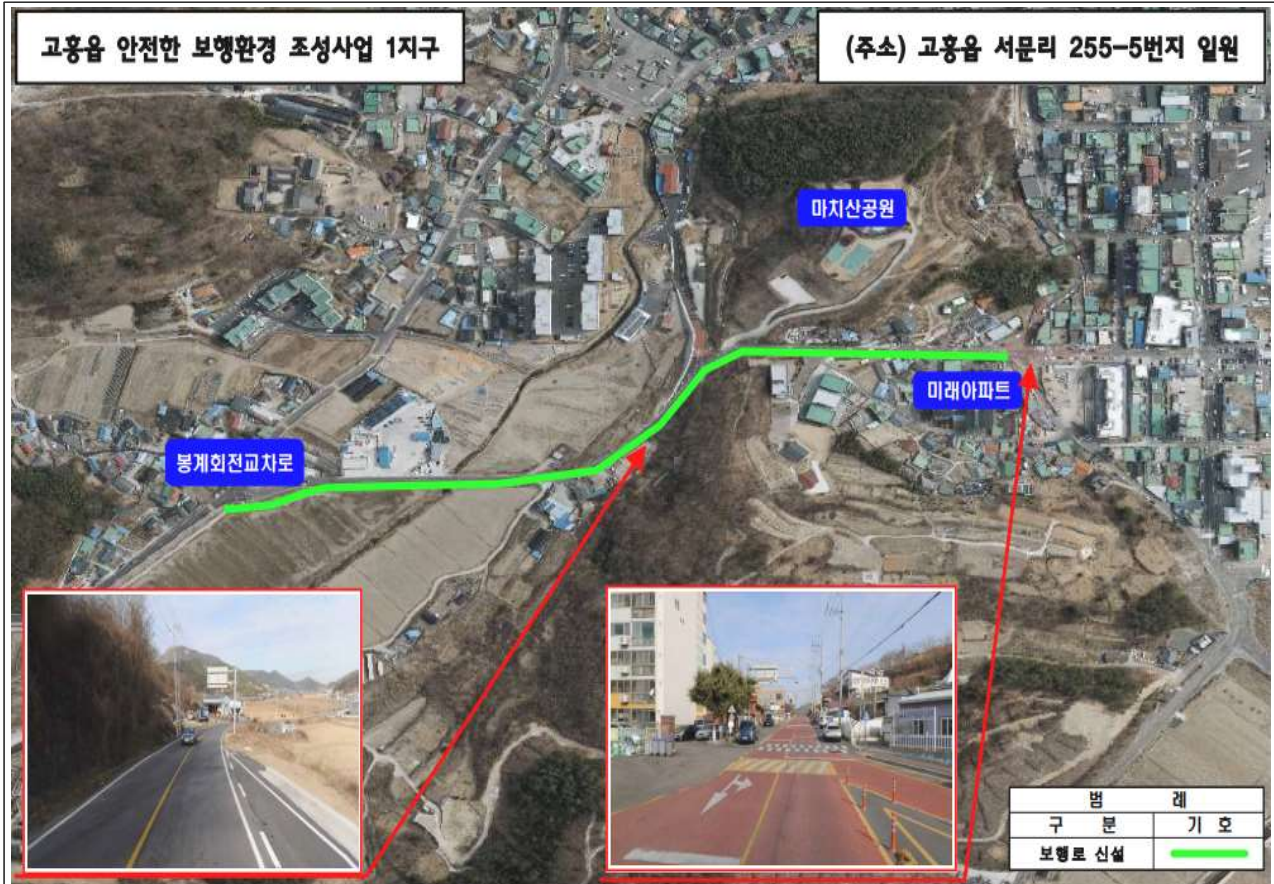 고흥읍 안전한 보행환경 조성사업 1지구
(주소) 고흥읍 서문리 255-5번지 일원
마치산공원
미래아파트
봉계회전교차로
범 례
구 분 기 호
보행로 신설